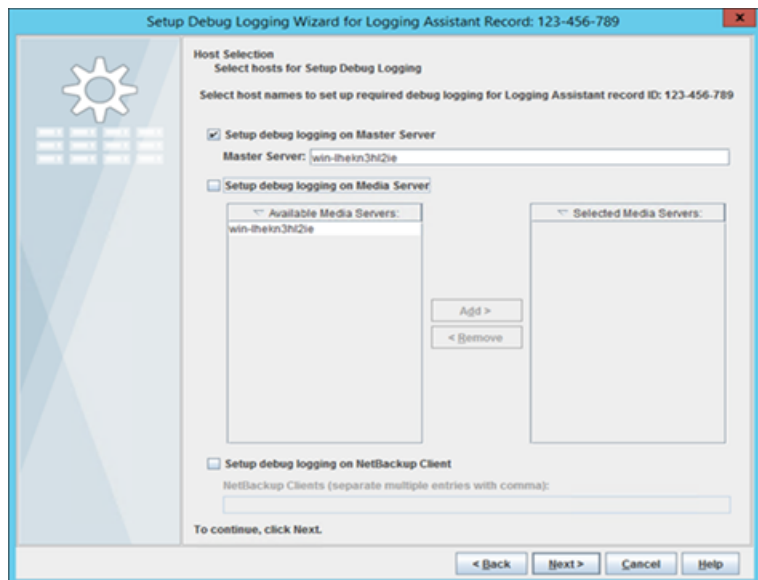 Setup Debug Logging Wizard for Logging Assistant Record: 123-456-789
x
Host Selection
Select hosts for Setup Debug Logging
Select host names to set up required debug logging for Logging Assistant record ID: 123-456-789
Setup debug logging on Master Server
Master Server: win-lhekn3hl2ie
Setup debug logging on Media Server
Available Media Servers:
Selected Media Servers:
win-lhekn3hl2ie
Add >
< Remove
Setup debug logging on NetBackup Client
NetBackup Clients (separate multiple entries with comma):
To continue, click Next.
< Back
Next >
Cancel
Help